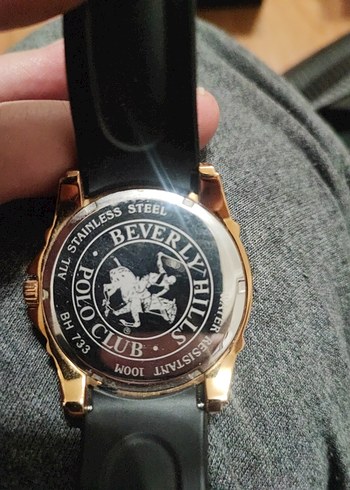 ALL STAINLESS STEEL
WATER RESISTANT 100M
BH 733
BEVERLY HILLS
POLO CLUB
®